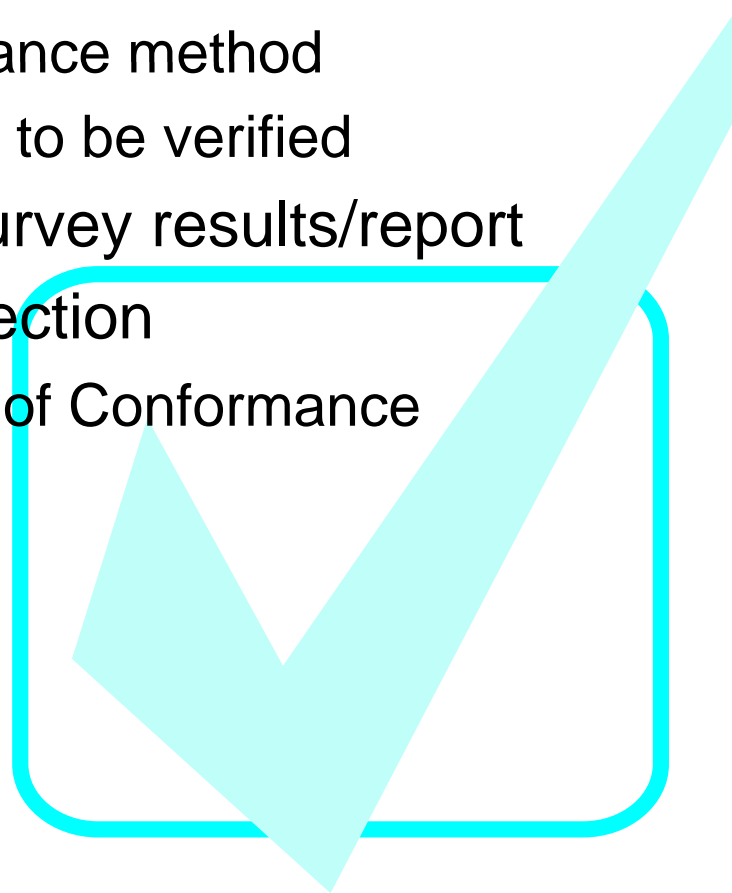 ance method
to be verified
urvey results/report
ection
of Conformance